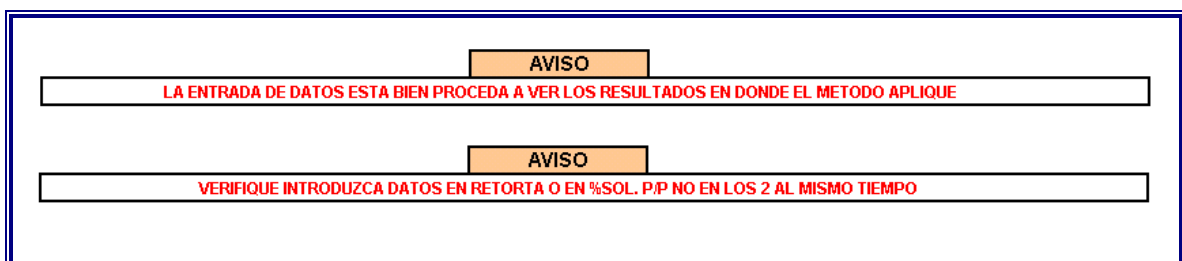 AVISO
LA ENTRADA DE DATOS ESTA BIEN PROCEDA A VER LOS RESULTADOS EN DONDE EL METODO APLIQUE
AVISO
VERIFIQUE INTRODUZCA DATOS EN RETORTA O EN %SOL. P/P NO EN LOS 2 AL MISMO TIEMPO